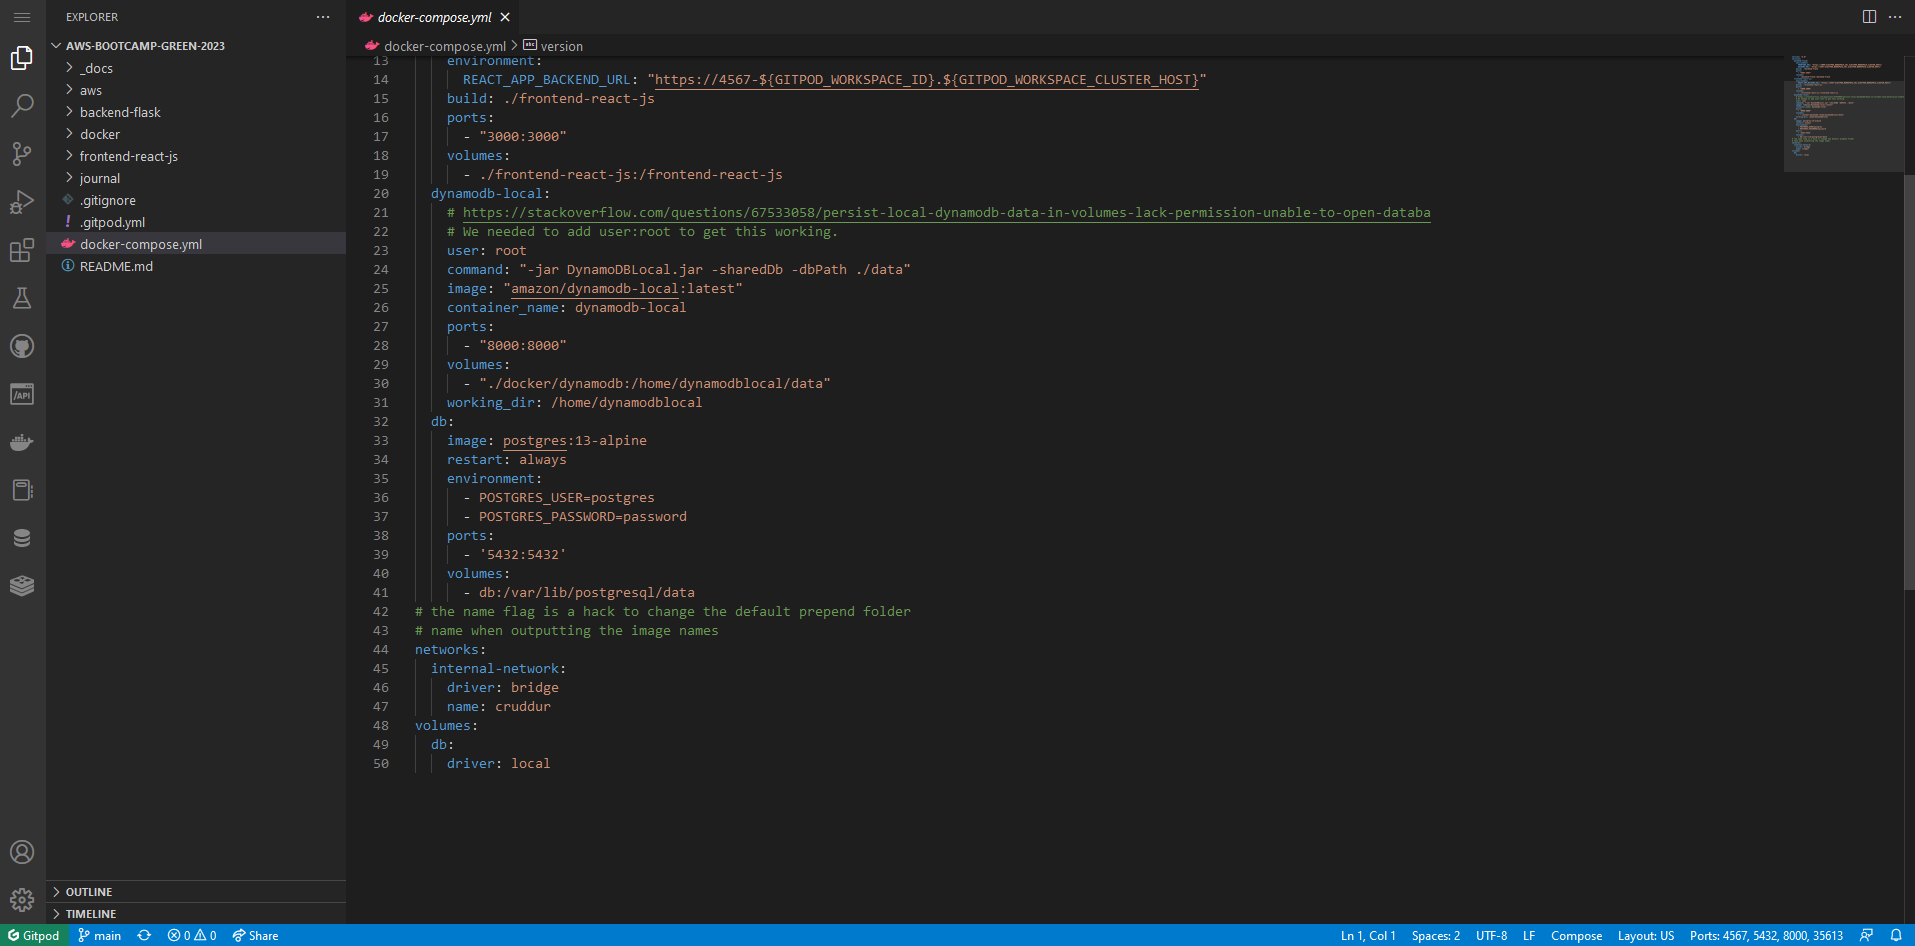 EXPLORER
AWS-BOOTCAMP-GREEN-2023
_docs
aws
backend-flask
docker
frontend-react-js
journal
.gitignore
.gitpod.yml
docker-compose.yml
README.md
OUTLINE
TIMELINE
docker-compose.yml
docker-compose.yml > version
13 environment:
14 REACT_APP_BACKEND_URL: "https://4567-${GITPOD_WORKSPACE_ID}.${GITPOD_WORKSPACE_CLUSTER_HOST}"
15 build: ./frontend-react-js
16 ports:
17 - "3000:3000"
18 volumes:
19 - ./frontend-react-js:/frontend-react-js
20 dynamodb-local:
21 # https://stackoverflow.com/questions/67533058/persist-local-dynamodb-data-in-volumes-lack-permission-unable-to-open-databa
22 # We needed to add user:root to get this working.
23 user: root
24 command: "-jar DynamoDBLocal.jar -sharedDb -dbPath ./data"
25 image: "amazon/dynamodb-local:latest"
26 container_name: dynamodb-local
27 ports:
28 - "8000:8000"
29 volumes:
30 - "./docker/dynamodb:/home/dynamodblocal/data"
31 working_dir: /home/dynamodblocal
32 db:
33 image: postgres:13-alpine
34 restart: always
35 environment:
36 - POSTGRES_USER=postgres
37 - POSTGRES_PASSWORD=password
38 ports:
39 - '5432:5432'
40 volumes:
41 - db:/var/lib/postgresql/data
42 # the name flag is a hack to change the default prepend folder
43 # name when outputting the image names
44 networks:
45 internal-network:
46 driver: bridge
47 name: cruddur
48 volumes:
49 db:
50 driver: local
Gitpod main 0 0 Share Ln 1, Col 1 Spaces: 2 UTF-8 LF Compose Layout: US Ports: 4567, 5432, 8000, 35613